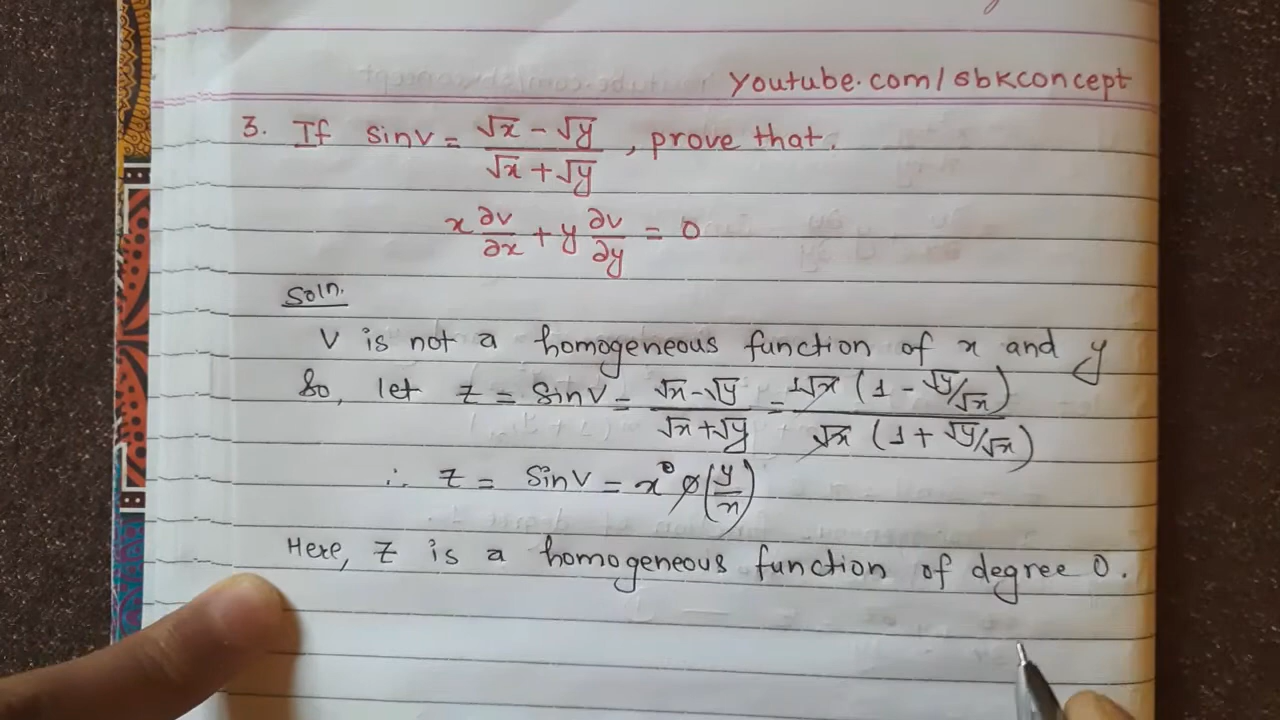 youtube.com/sbkconcept
3. If sinv = √x - √y / √x + √y , prove that.
x ∂v/∂x + y ∂v/∂y = 0
Soln.
V is not a homogeneous function of x and y
So, let z = sinv = √x - √y / √x + √y = √x (1 - √y/√x) / √x (1 + √y/√x)
∴ z = sinv = x⁰ φ(y/x)
Here, z is a homogeneous function of degree 0.